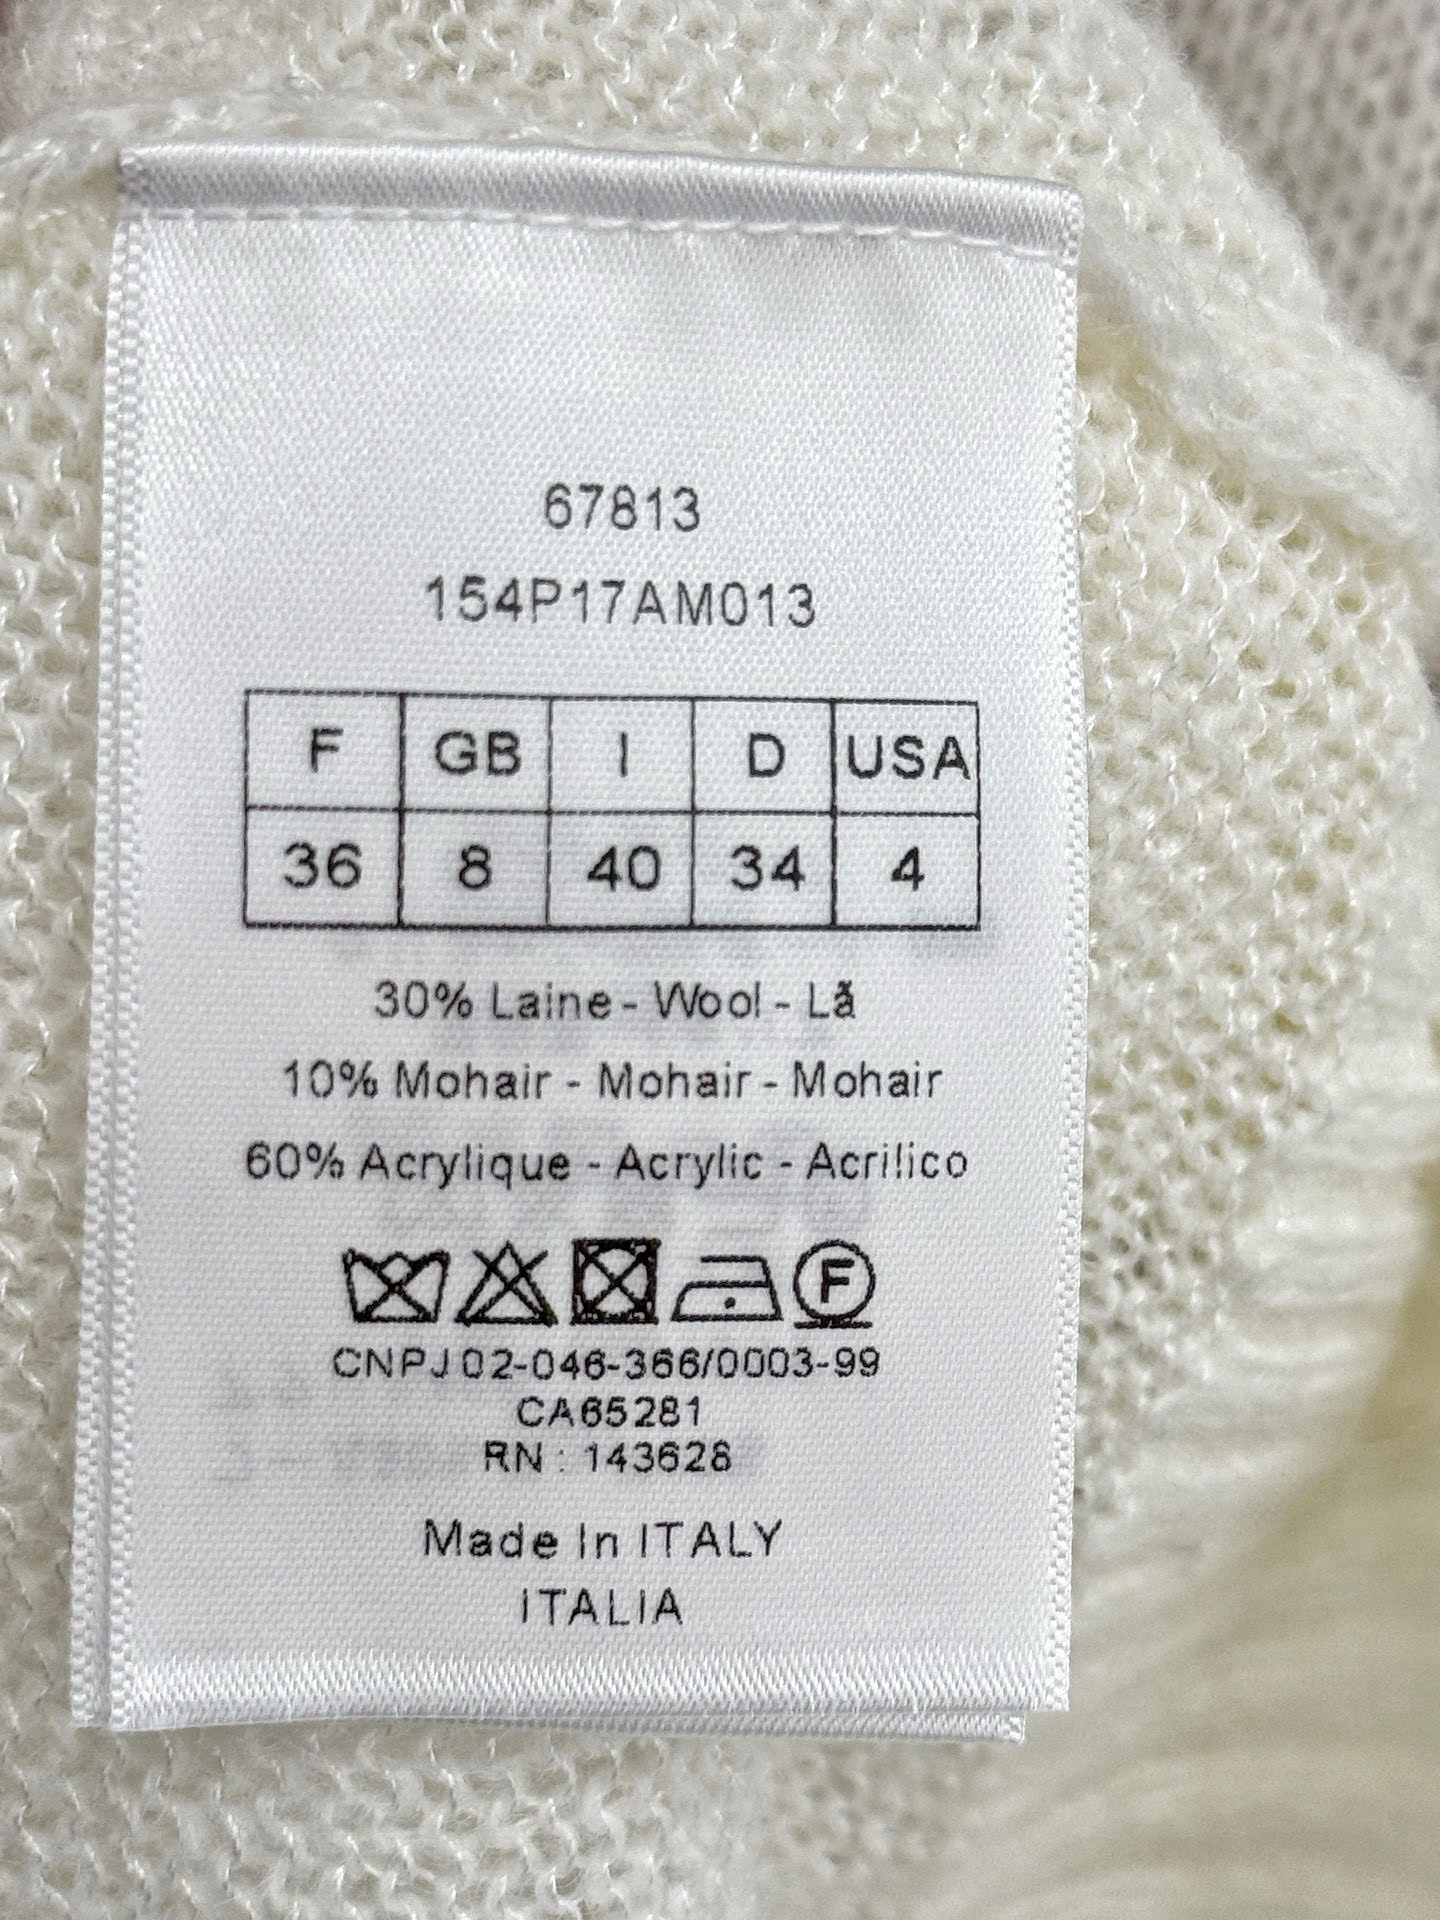 67813
154P17AM013
F GB I D USA
36 8 40 34 4
30% Laine - Wool - Lã
10% Mohair - Mohair - Mohair
60% Acrylique - Acrylic - Acrilico
F
CNPJ 02-046-366/0003-99
CA65281
RN : 143628
Made In ITALY
ITALIA